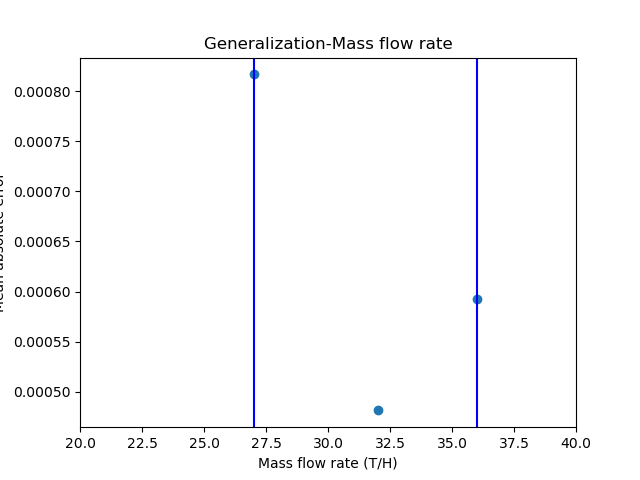 Generalization-Mass flow rate
Mean absolute error
0.00080
0.00075
0.00070
0.00065
0.00060
0.00055
0.00050
20.0 22.5 25.0 27.5 30.0 32.5 35.0 37.5 40.0
Mass flow rate (T/H)